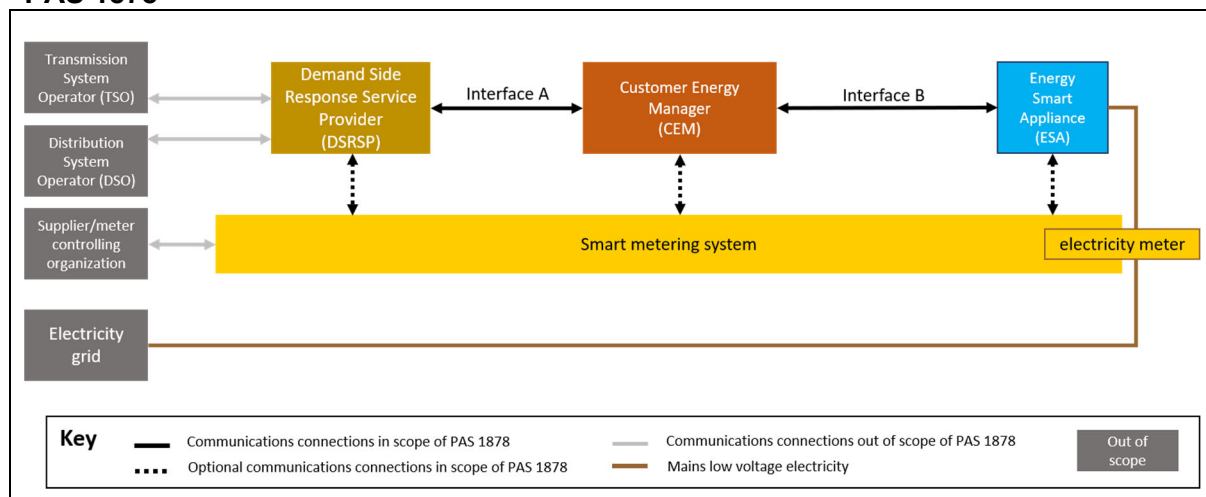 PAS 1878
Transmission
System
Operator (TSO)
Distribution
System
Operator (DSO)
Supplier/meter
controlling
organization
Electricity
grid
Demand Side
Response Service
Provider
(DSRSP)
Interface A
Customer Energy
Manager
(CEM)
Interface B
Energy
Smart
Appliance
(ESA)
Smart metering system
electricity meter
Key
Communications connections in scope of PAS 1878
Optional communications connections in scope of PAS 1878
Communications connections out of scope of PAS 1878
Mains low voltage electricity
Out of
scope